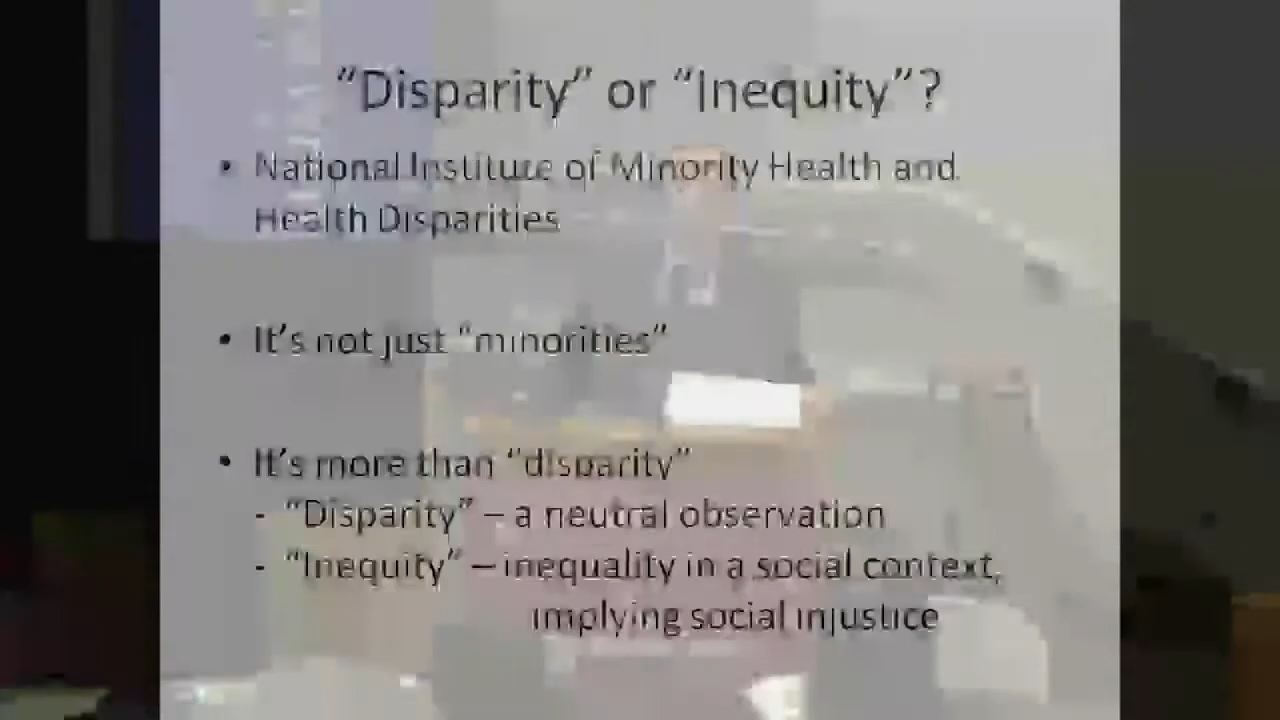 “Disparity” or “Inequity”?
• National Institute of Minority Health and
Health Disparities
• It’s not just “minorities”
• It’s more than “disparity”
- “Disparity” – a neutral observation
- “Inequity” – inequality in a social context,
implying social injustice